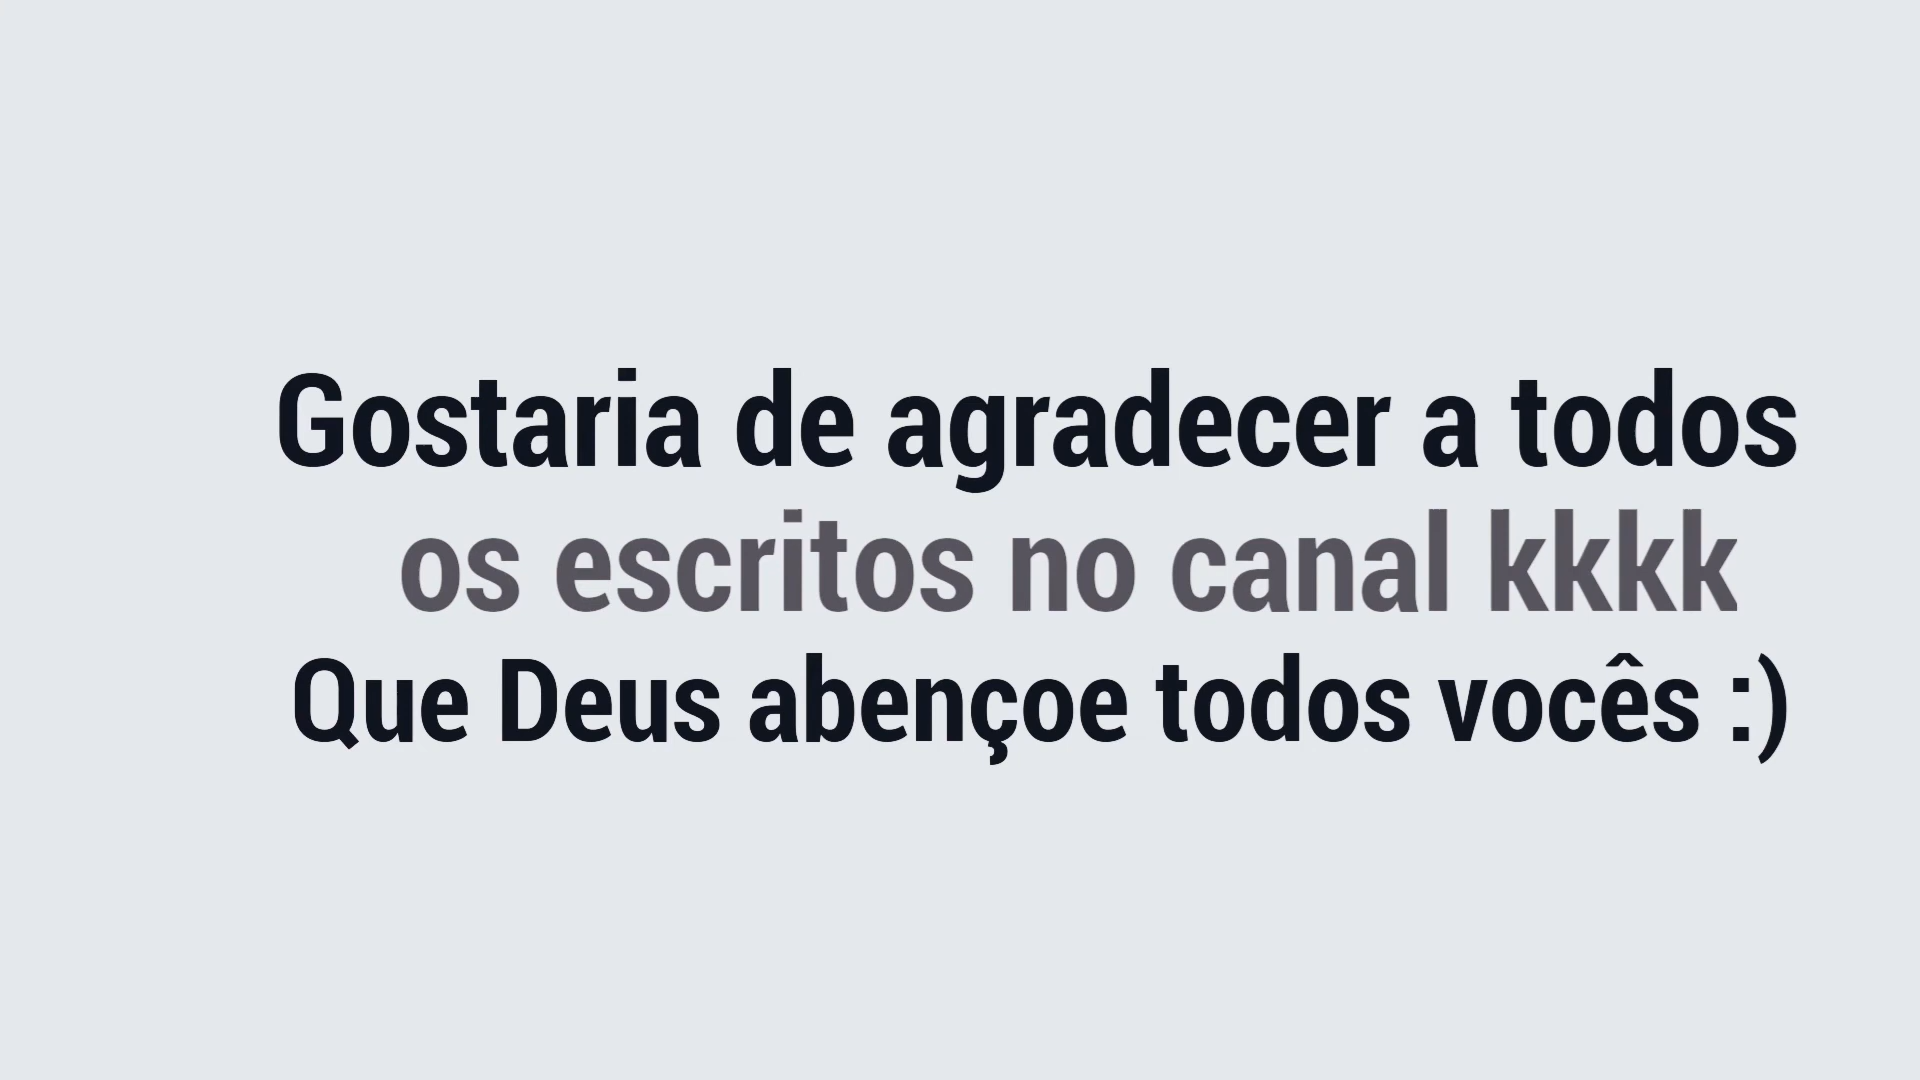 Gostaria de agradecer a todos
os escritos no canal kkkk
Que Deus abençoe todos vocês :)